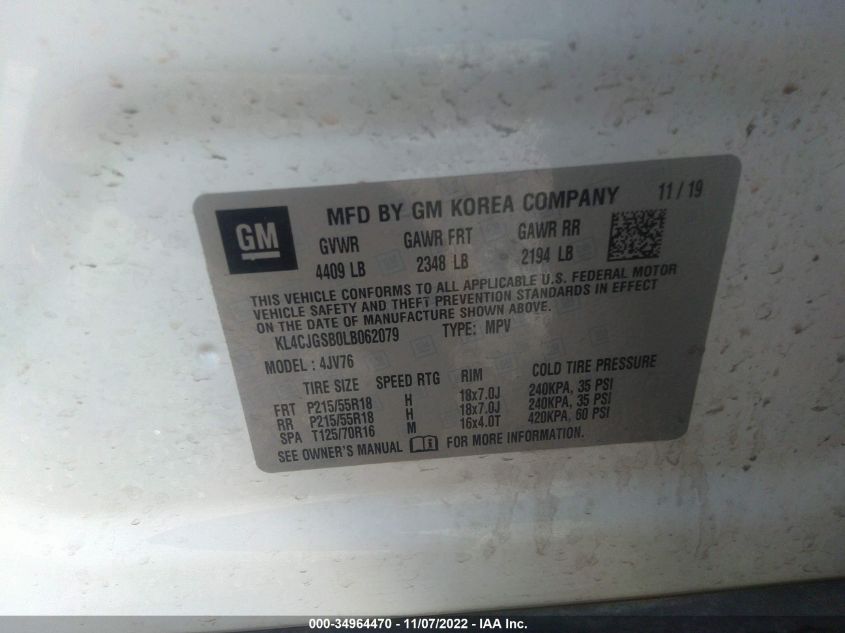 GM
MFD BY GM KOREA COMPANY 11/19
GVWR GAWR FRT GAWR RR
4409 LB 2348 LB 2194 LB
THIS VEHICLE CONFORMS TO ALL APPLICABLE U.S. FEDERAL MOTOR
VEHICLE SAFETY AND THEFT PREVENTION STANDARDS IN EFFECT
ON THE DATE OF MANUFACTURE SHOWN ABOVE.
KL4CJGSB0LB062079 TYPE: MPV
MODEL: 4JV76
TIRE SIZE SPEED RTG RIM COLD TIRE PRESSURE
FRT P215/55R18 H 18x7.0J 240KPA, 35 PSI
RR P215/55R18 H 18x7.0J 240KPA, 35 PSI
SPA T125/70R16 M 16x4.0T 420KPA, 60 PSI
SEE OWNER'S MANUAL FOR MORE INFORMATION.
000-34964470 - 11/07/2022 - IAA Inc.